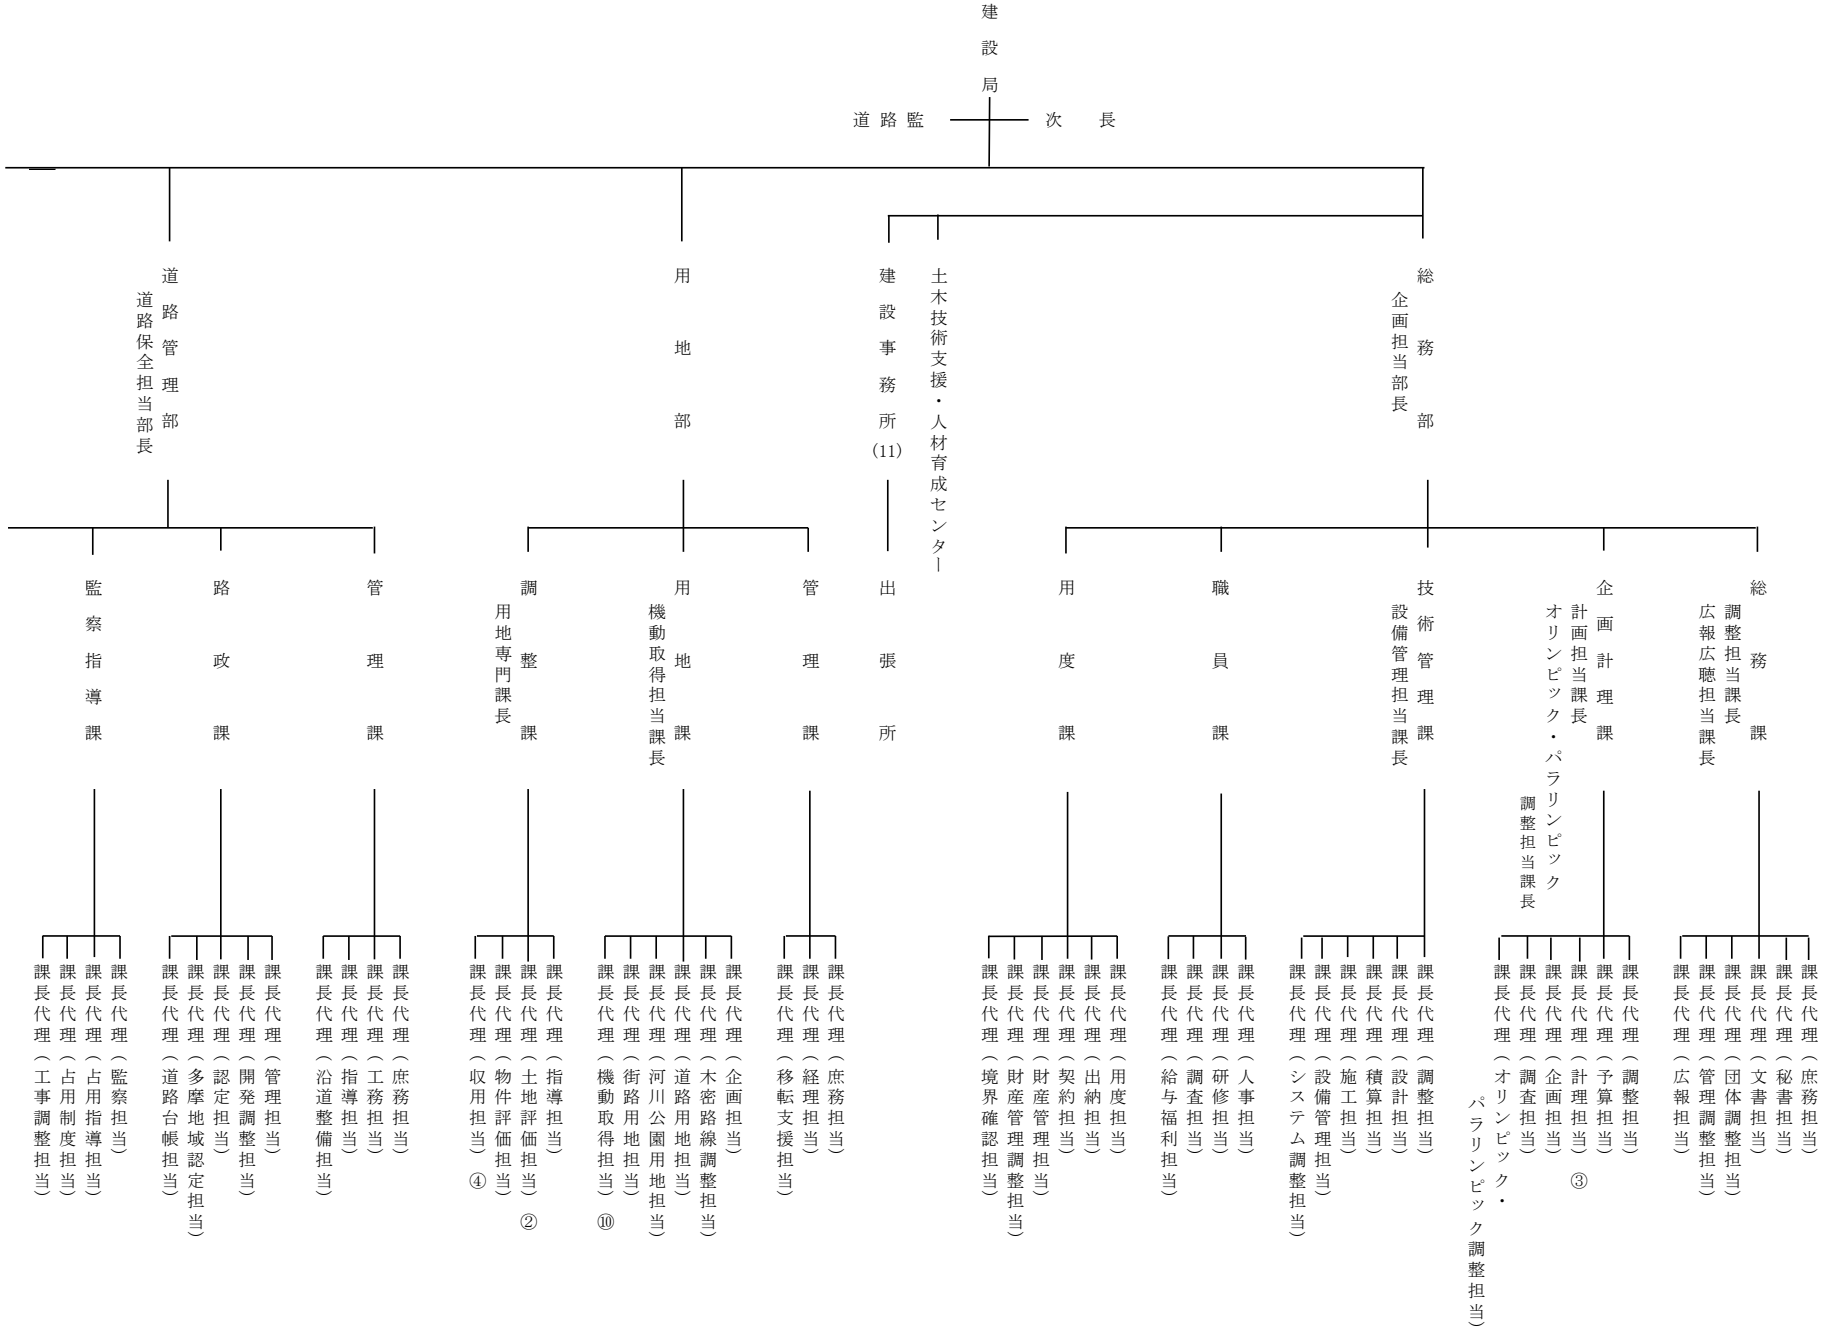 建設局
道路監
次長
総務部
企画担当部長
土木技術支援・人材育成センター
建設事務所(11)
用地部
道路管理部
道路保全担当部長
総務課
調整担当課長
広報広聴担当課長
企画計理課
計画担当課長
オリンピック・パラリンピック
調整担当課長
技術管理課
設備管理担当課長
職員課
用度課
出張所
管理課
用地課
機動取得担当課長
調整課
用地専門課長
管理課
路政課
監察指導課
課長代理(庶務担当)
課長代理(秘書担当)
課長代理(文書担当)
課長代理(団体調整担当)
課長代理(管理調整担当)
課長代理(広報担当)
課長代理(調整担当)
課長代理(予算担当)
課長代理(計理担当)③
課長代理(企画担当)
課長代理(調査担当)
課長代理(オリンピック・
パラリンピック調整担当)
課長代理(調整担当)
課長代理(設計担当)
課長代理(積算担当)
課長代理(施工担当)
課長代理(設備管理担当)
課長代理(システム調整担当)
課長代理(人事担当)
課長代理(研修担当)
課長代理(調査担当)
課長代理(給与福利担当)
課長代理(用度担当)
課長代理(出納担当)
課長代理(契約担当)
課長代理(財産管理担当)
課長代理(財産管理調整担当)
課長代理(境界確認担当)
課長代理(庶務担当)
課長代理(経理担当)
課長代理(移転支援担当)
課長代理(企画担当)
課長代理(木密路線調整担当)
課長代理(道路用地担当)
課長代理(河川公園用地担当)
課長代理(街路用地担当)
課長代理(機動取得担当)⑩
課長代理(指導担当)
課長代理(土地評価担当)②
課長代理(物件評価担当)
課長代理(収用担当)④
課長代理(庶務担当)
課長代理(工務担当)
課長代理(指導担当)
課長代理(沿道整備担当)
課長代理(管理担当)
課長代理(開発調整担当)
課長代理(認定担当)
課長代理(多摩地域認定担当)
課長代理(道路台帳担当)
課長代理(監察担当)
課長代理(占用指導担当)
課長代理(占用制度担当)
課長代理(工事調整担当)